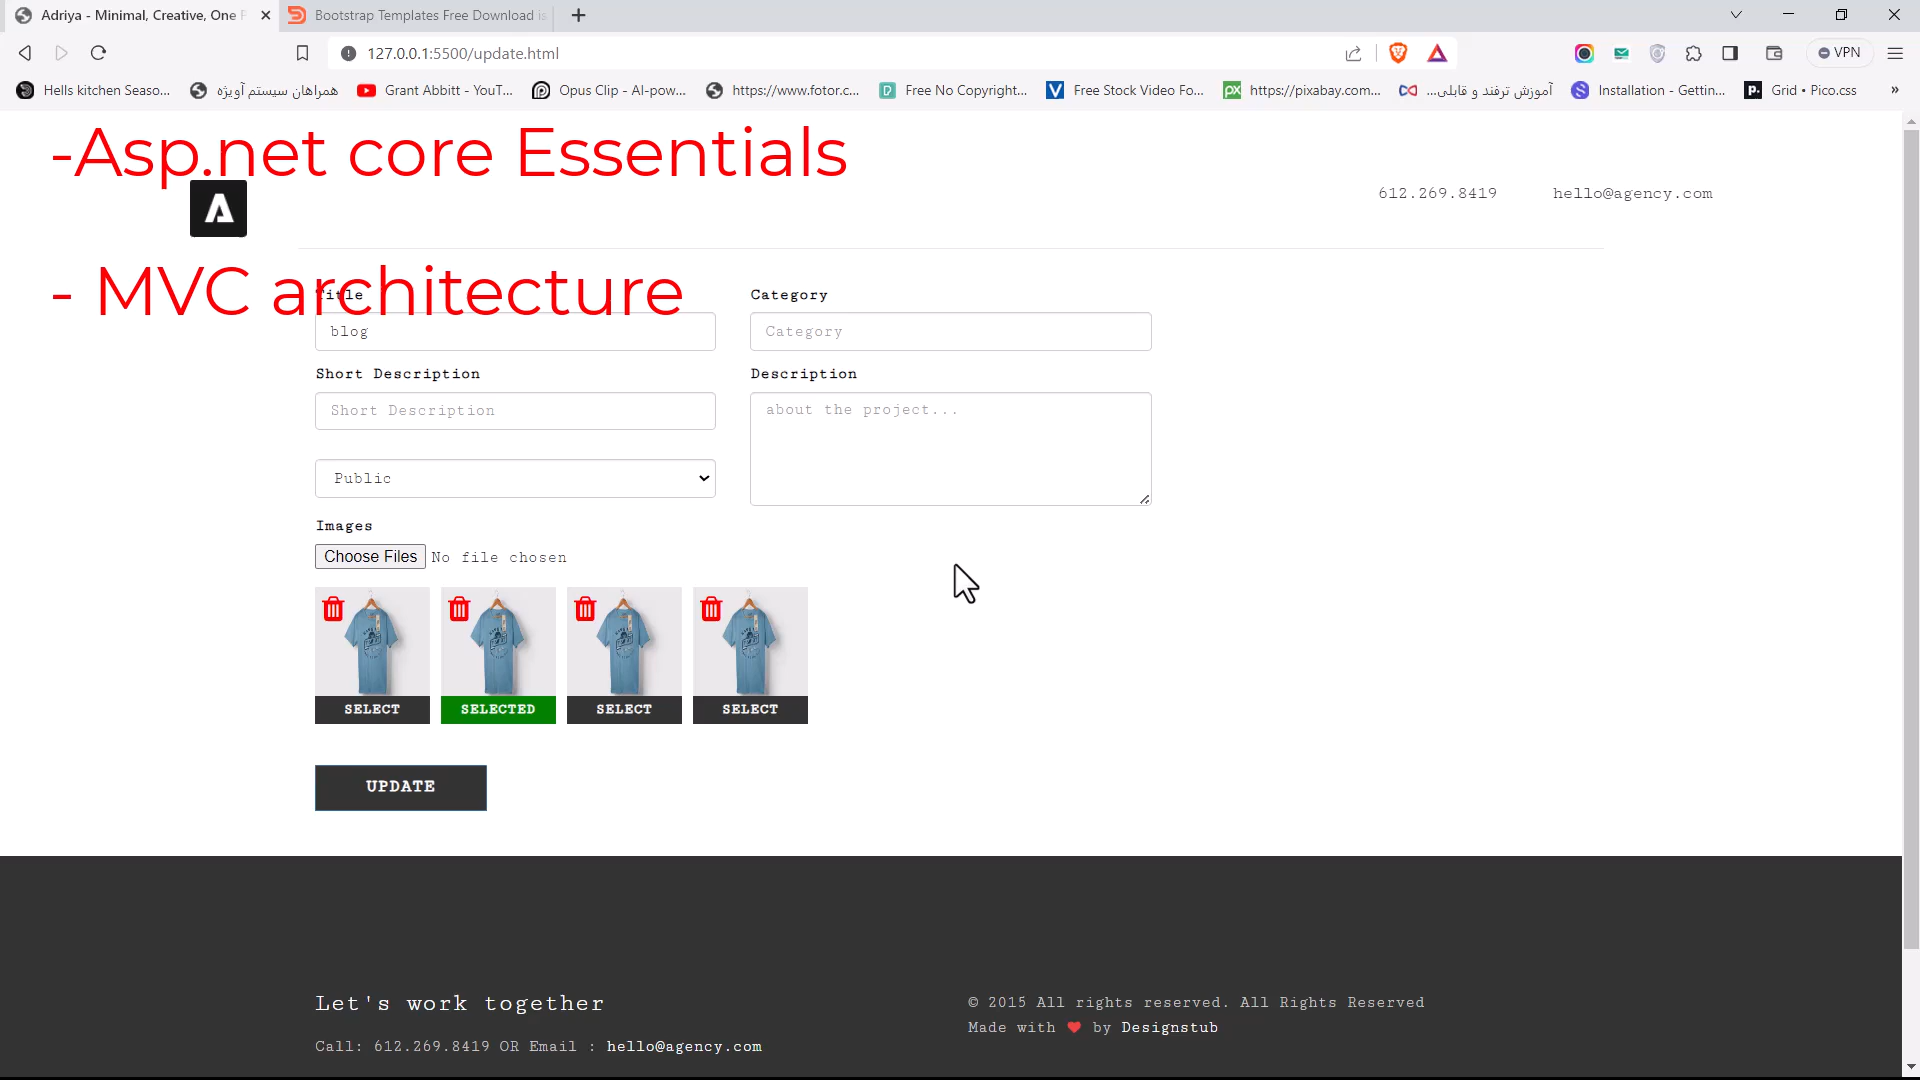 Adriya - Minimal, Creative, One P
Bootstrap Templates Free Download is
127.0.0.1:5500/update.html
VPN
Hells kitchen Seaso...
همراهان سیستم آویژه
Grant Abbitt - YouT...
Opus Clip - AI-pow...
https://www.fotor.c...
Free No Copyright...
Free Stock Video Fo...
https://pixabay.com...
آموزش ترفند و قابلی...
Installation - Gettin...
Grid • Pico.css
-Asp.net core Essentials
612.269.8419
hello@agency.com
- MVC architecture
Title
Category
blog
Category
Short Description
Description
Short Description
about the project...
Public
Images
Choose Files No file chosen
SELECT
SELECTED
SELECT
SELECT
UPDATE
Let's work together
© 2015 All rights reserved. All Rights Reserved
Made with ♥ by Designstub
Call: 612.269.8419 OR Email : hello@agency.com